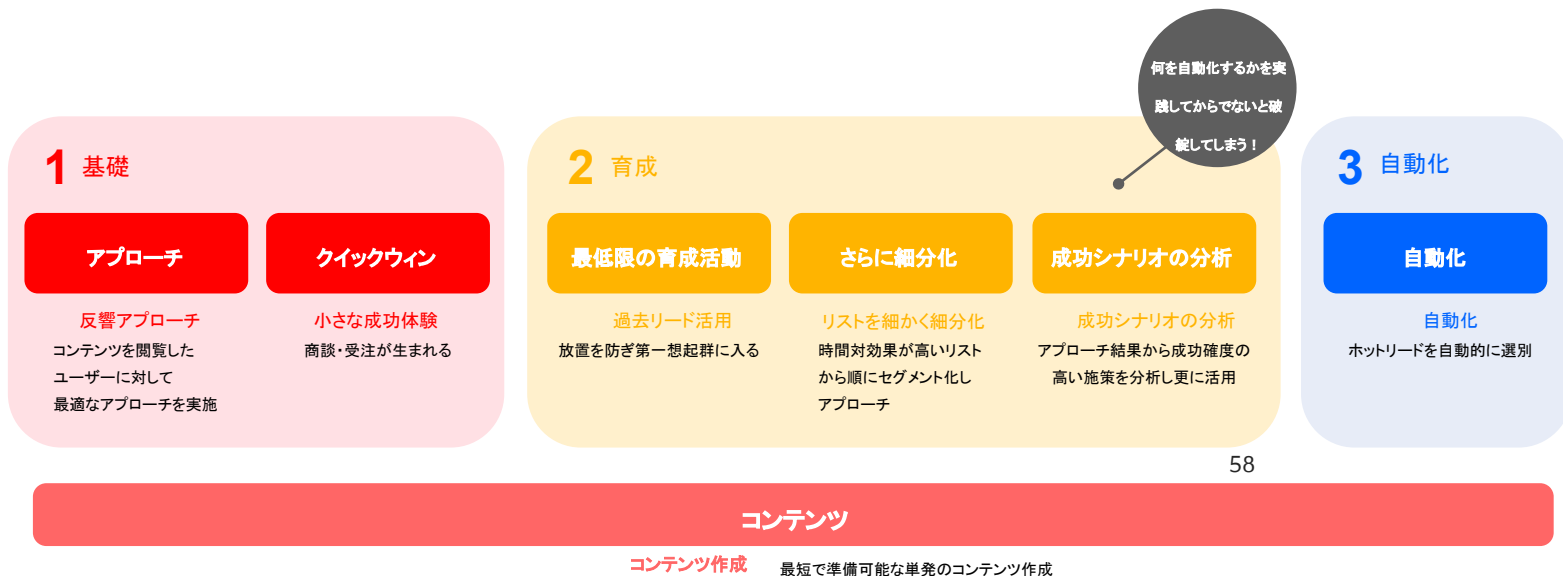 何を自動化するかを実
践してからでないと破
綻してしまう！
1 基礎
アプローチ
反響アプローチ
コンテンツを閲覧した
ユーザーに対して
最適なアプローチを実施
クイックウィン
小さな成功体験
商談・受注が生まれる
2 育成
最低限の育成活動
過去リード活用
放置を防ぎ第一想起群に入る
さらに細分化
リストを細かく細分化
時間対効果が高いリスト
から順にセグメント化し
アプローチ
成功シナリオの分析
成功シナリオの分析
アプローチ結果から成功確度の
高い施策を分析し更に活用
3 自動化
自動化
自動化
ホットリードを自動的に選別
58
コンテンツ
コンテンツ作成 最短で準備可能な単発のコンテンツ作成